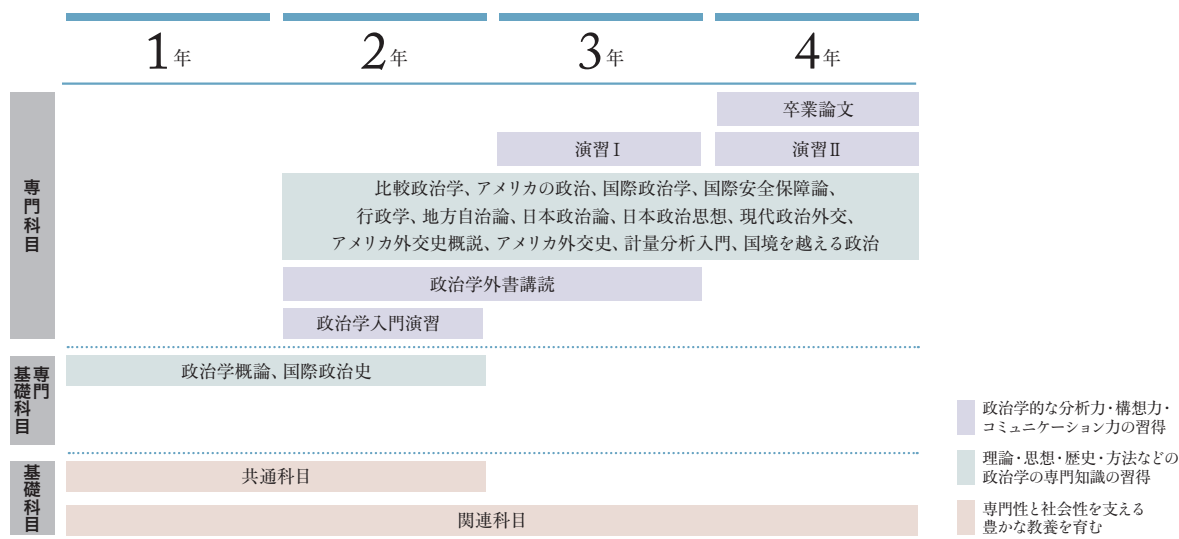 1年
2年
3年
4年
専門科目
卒業論文
演習Ⅰ
演習Ⅱ
比較政治学、アメリカの政治、国際政治学、国際安全保障論、
行政学、地方自治論、日本政治論、日本政治思想、現代政治外交、
アメリカ外交史概説、アメリカ外交史、計量分析入門、国境を越える政治
政治学外書講読
政治学入門演習
専門
基礎科目
政治学概論、国際政治史
基礎科目
共通科目
関連科目
政治学的な分析力・構想力・
コミュニケーション力の習得
理論・思想・歴史・方法などの
政治学の専門知識の習得
専門性と社会性を支える
豊かな教養を育む